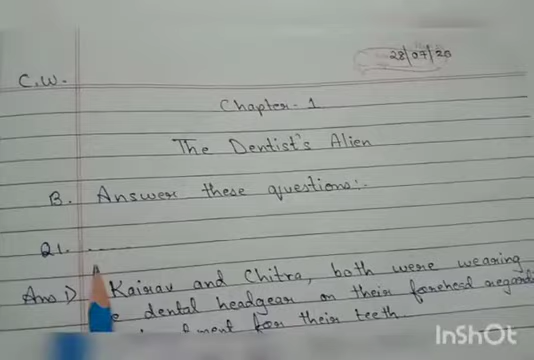 28/07/20
C.W.
Chapter-1
The Dentist's Alien
B. Answer these questions:-
Q1. .....
Ans 1) Kairav and Chitra, both were wearing
dental headgear on their forehead
for their teeth
InShOt